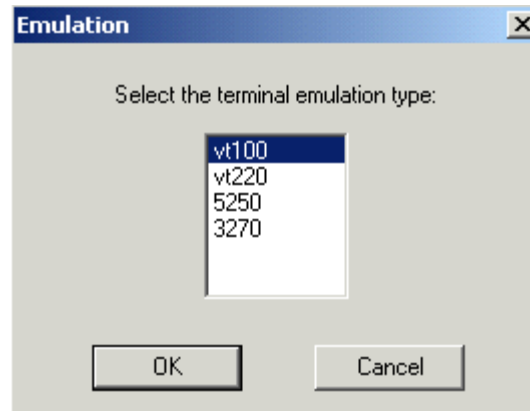 Emulation
Select the terminal emulation type:
vt100
vt220
5250
3270
OK
Cancel